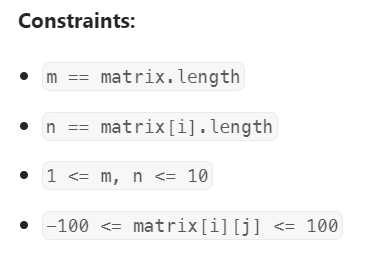 Constraints:
m == matrix.length
n == matrix[i].length
1 <= m, n <= 10
-100 <= matrix[i][j] <= 100